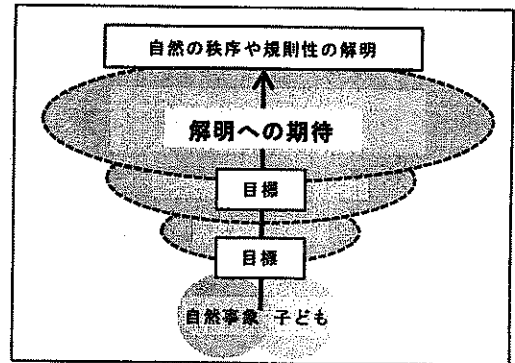 自然の秩序や規則性の解明
解明への期待
目標
目標
自然事象 子ども